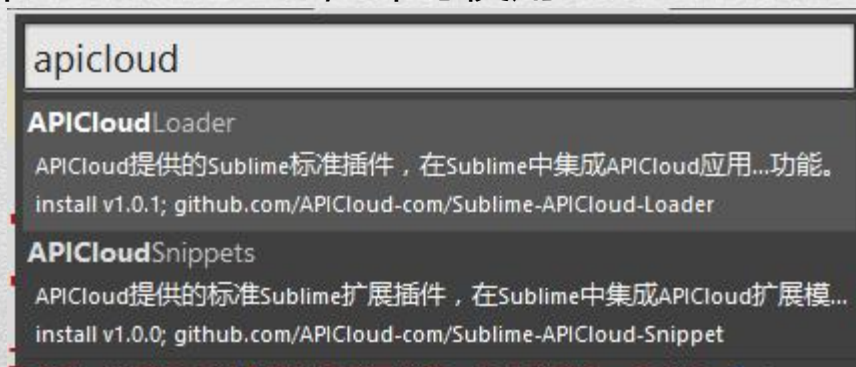 apicloud
APICloudLoader
APICloud提供的Sublime标准插件，在Sublime中集成APICloud应用...功能。
install v1.0.1; github.com/APICloud-com/Sublime-APICloud-Loader
APICloudSnippets
APICloud提供的标准Sublime扩展插件，在Sublime中集成APICloud扩展模...
install v1.0.0; github.com/APICloud-com/Sublime-APICloud-Snippet